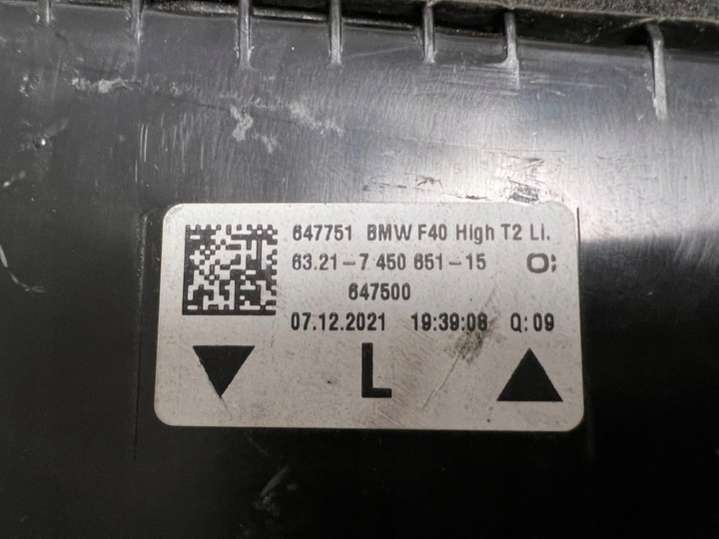 647751 BMW F40 High T2 Li.
63.21-7 450 651-15 O;
647500
07.12.2021 19:39:08 Q:09
L